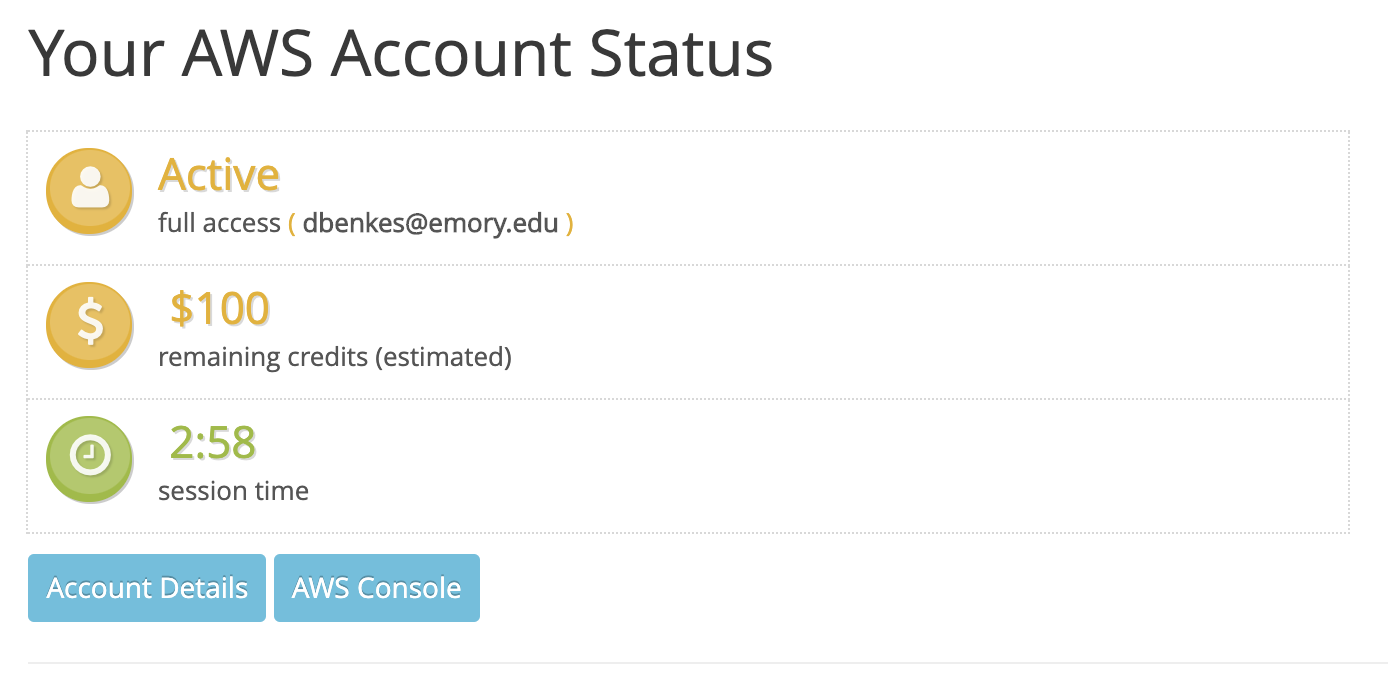 Your AWS Account Status
Active
full access ( dbenkes@emory.edu )
$
$100
remaining credits (estimated)
2:58
session time
Account Details AWS Console